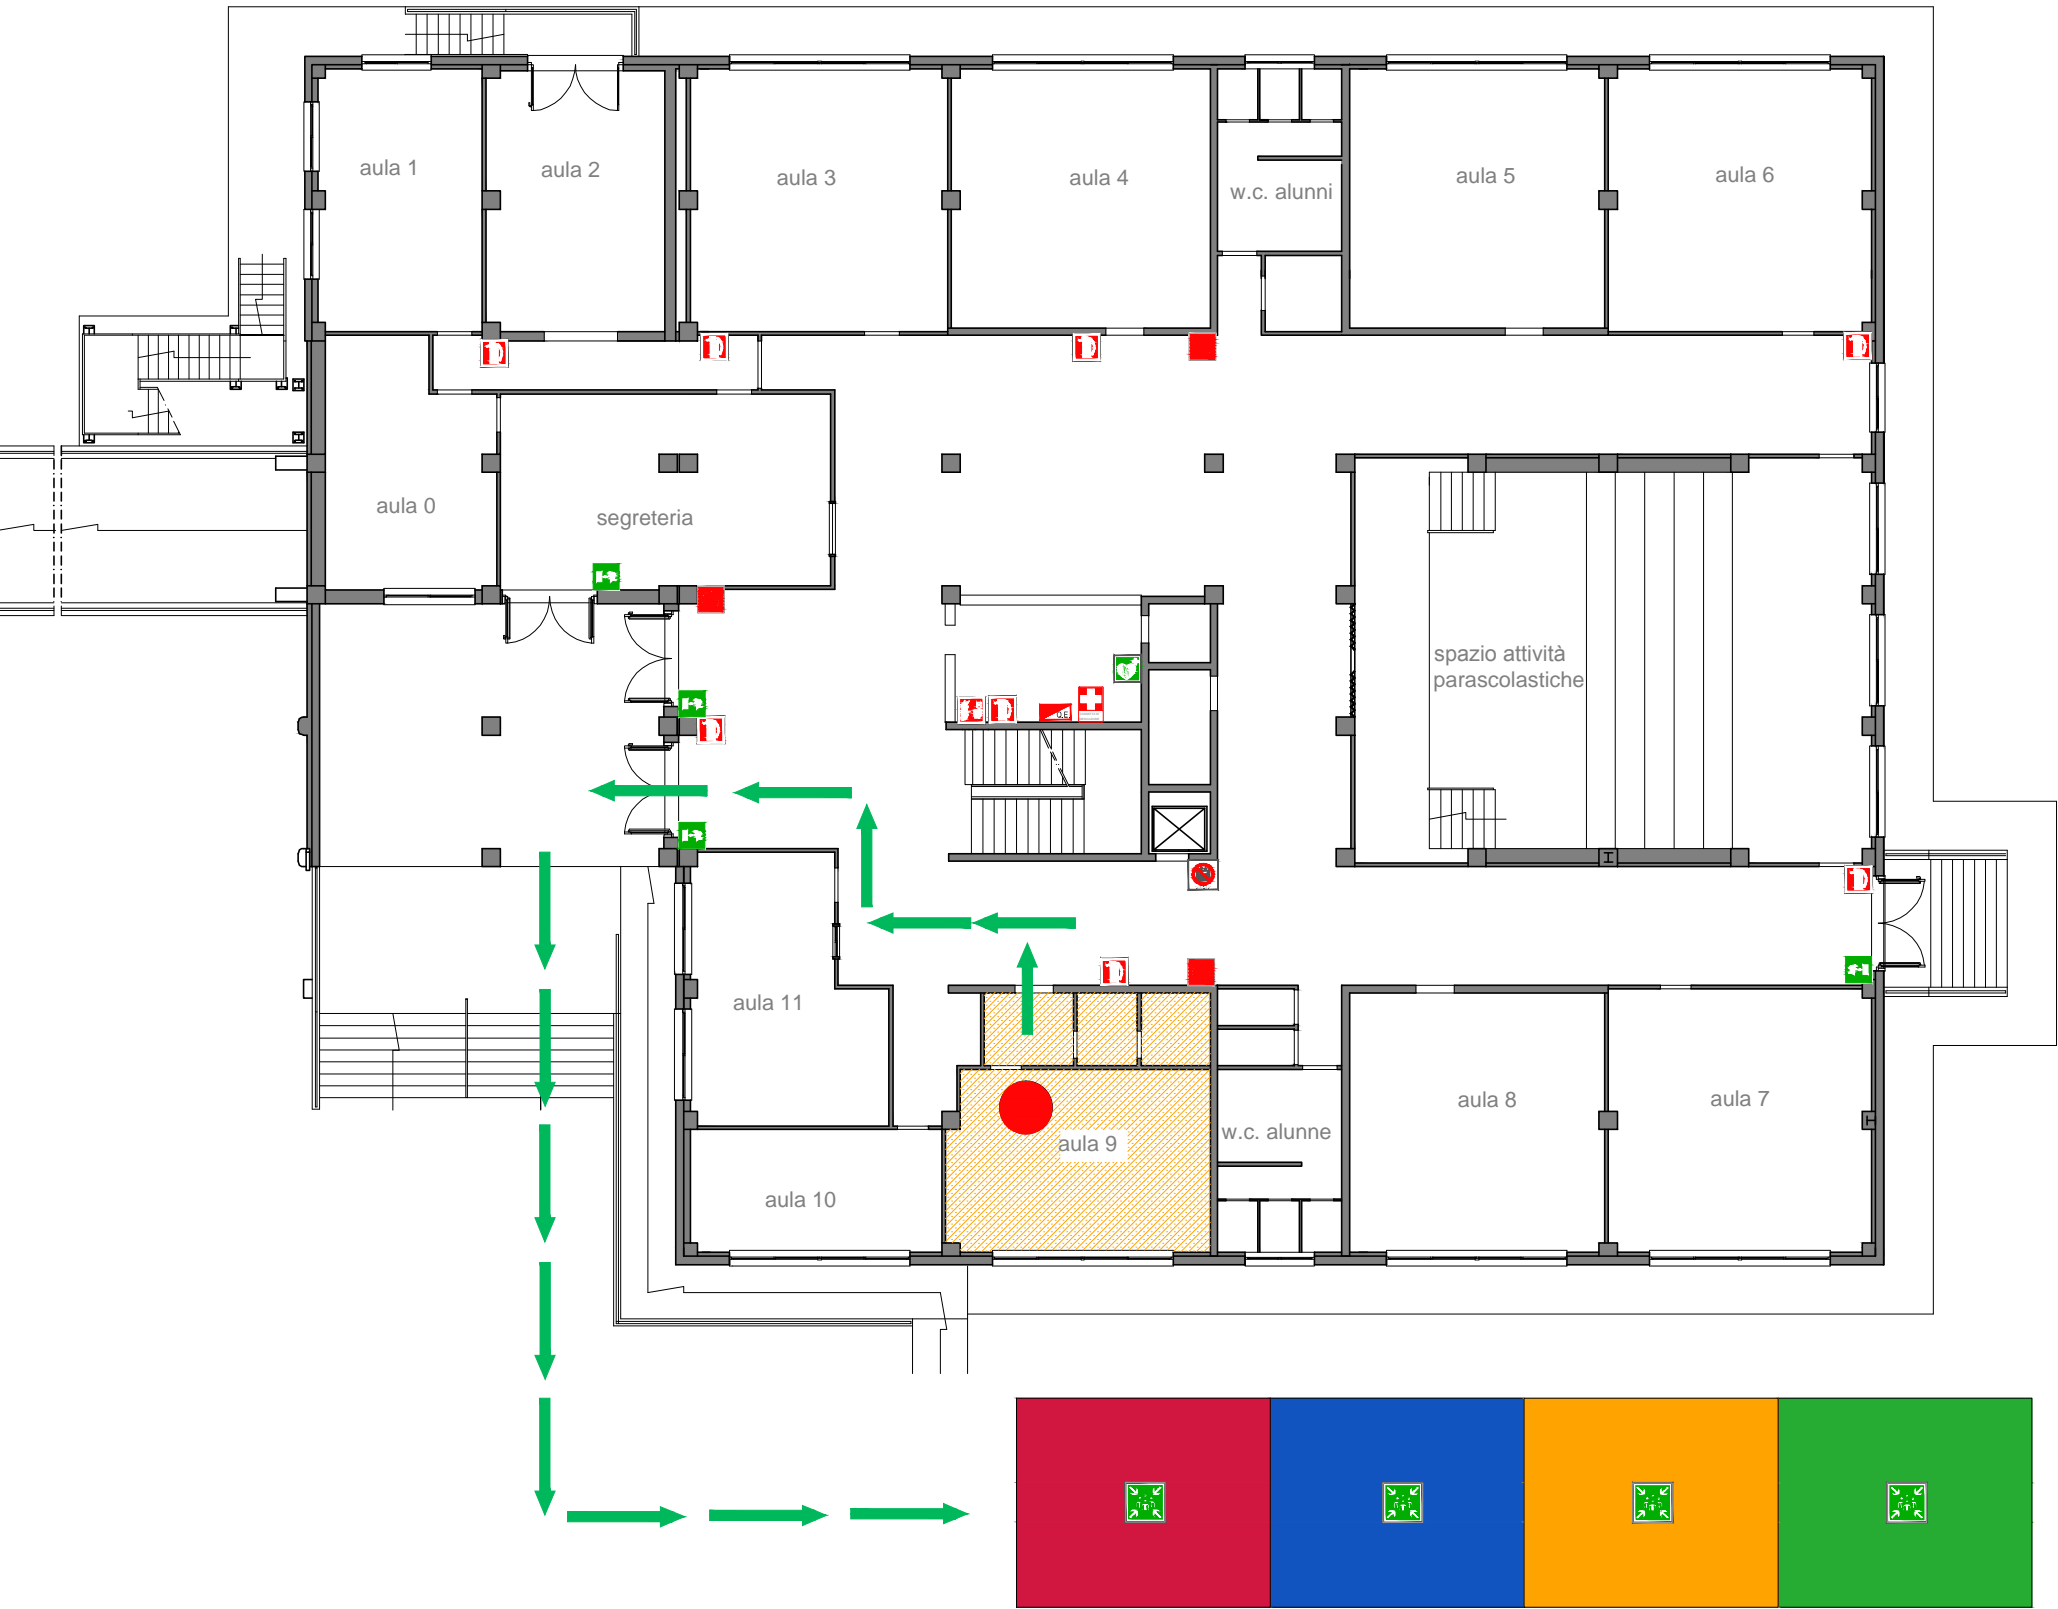 aula 1
aula 2
aula 3
aula 4
w.c. alunni
aula 5
aula 6
aula 0
segreteria
spazio attività
parascolastiche
Q.E.
aula 11
aula 10
aula 9
w.c. alunne
aula 8
aula 7